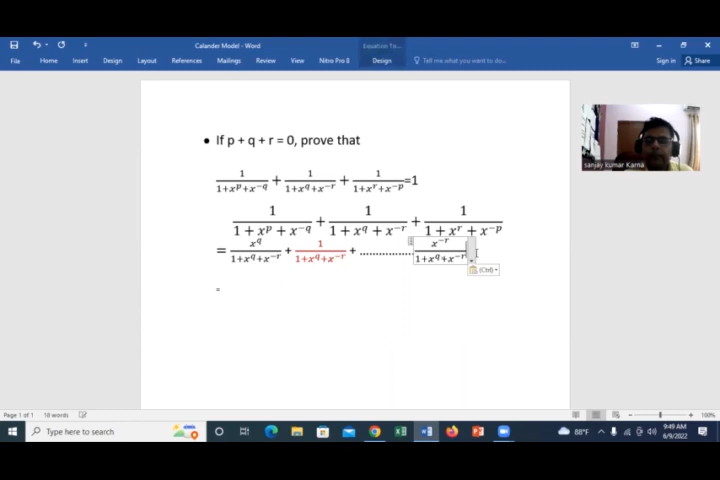 Calander Model - Word
Equation To...
File Home Insert Design Layout References Mailings Review View Nitro Pro 8 Design Tell me what you want to do... Sign in Share
• If p + q + r = 0, prove that
1/(1+x^p+x^−q) + 1/(1+x^q+x^−r) + 1/(1+x^r+x^−p) =1
1/(1 + x^p + x^−q) + 1/(1 + x^q + x^−r) + 1/(1 + x^r + x^−p)
= x^q/(1+x^q+x^−r) + 1/(1+x^q+x^−r) + ................ x^−r/(1+x^q+x^−r)
(Ctrl)
=
sanjay kumar Karna
Page 1 of 1 18 words 100%
Type here to search
88°F
9:49 AM
6/9/2022